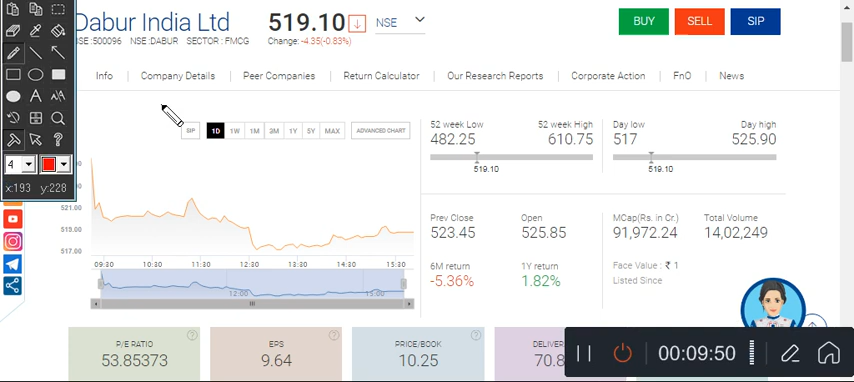 Dabur India Ltd
519.10
NSE
:500096 NSE :DABUR SECTOR : FMCG
Change: -4.35(-0.83%)
BUY
SELL
SIP
Info
Company Details
Peer Companies
Return Calculator
Our Research Reports
Corporate Action
FnO
News
SIP
1D
1W
1M
3M
1Y
5Y
MAX
ADVANCED CHART
4
x:193 y:228
521.00
519.00
517.00
09:30
10:30
11:30
12:30
13:30
14:30
15:30
12:00
15:00
52 week Low
482.25
52 week High
610.75
519.10
Day low
517
Day high
525.90
519.10
Prev Close
523.45
Open
525.85
MCap(Rs. in Cr.)
91,972.24
Total Volume
14,02,249
6M return
-5.36%
1Y return
1.82%
Face Value : ₹ 1
Listed Since
P/E RATIO
53.85373
EPS
9.64
PRICE/BOOK
10.25
DELIVER
70.8
00:09:50